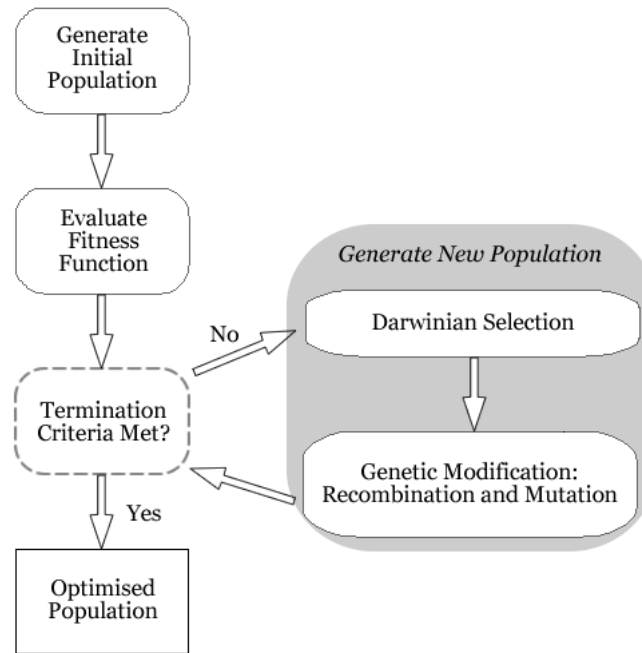 Generate
Initial
Population
Evaluate
Fitness
Function
Generate New Population
No
Darwinian Selection
Termination
Criteria Met?
Genetic Modification:
Recombination and Mutation
Yes
Optimised
Population